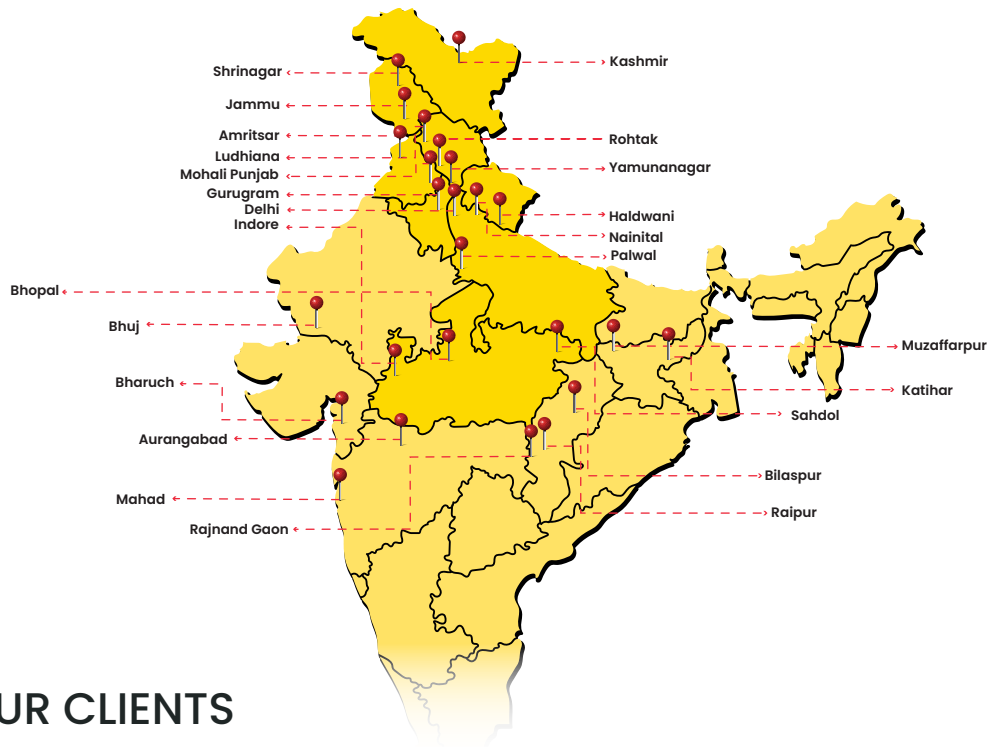 Shrinagar
Jammu
Amritsar
Ludhiana
Mohali Punjab
Gurugram
Delhi
Indore
Bhopal
Bhuj
Bharuch
Aurangabad
Mahad
Rajnand Gaon
Kashmir
Rohtak
Yamunanagar
Haldwani
Nainital
Palwal
Muzaffarpur
Katihar
Sahdol
Bilaspur
Raipur
UR CLIENTS